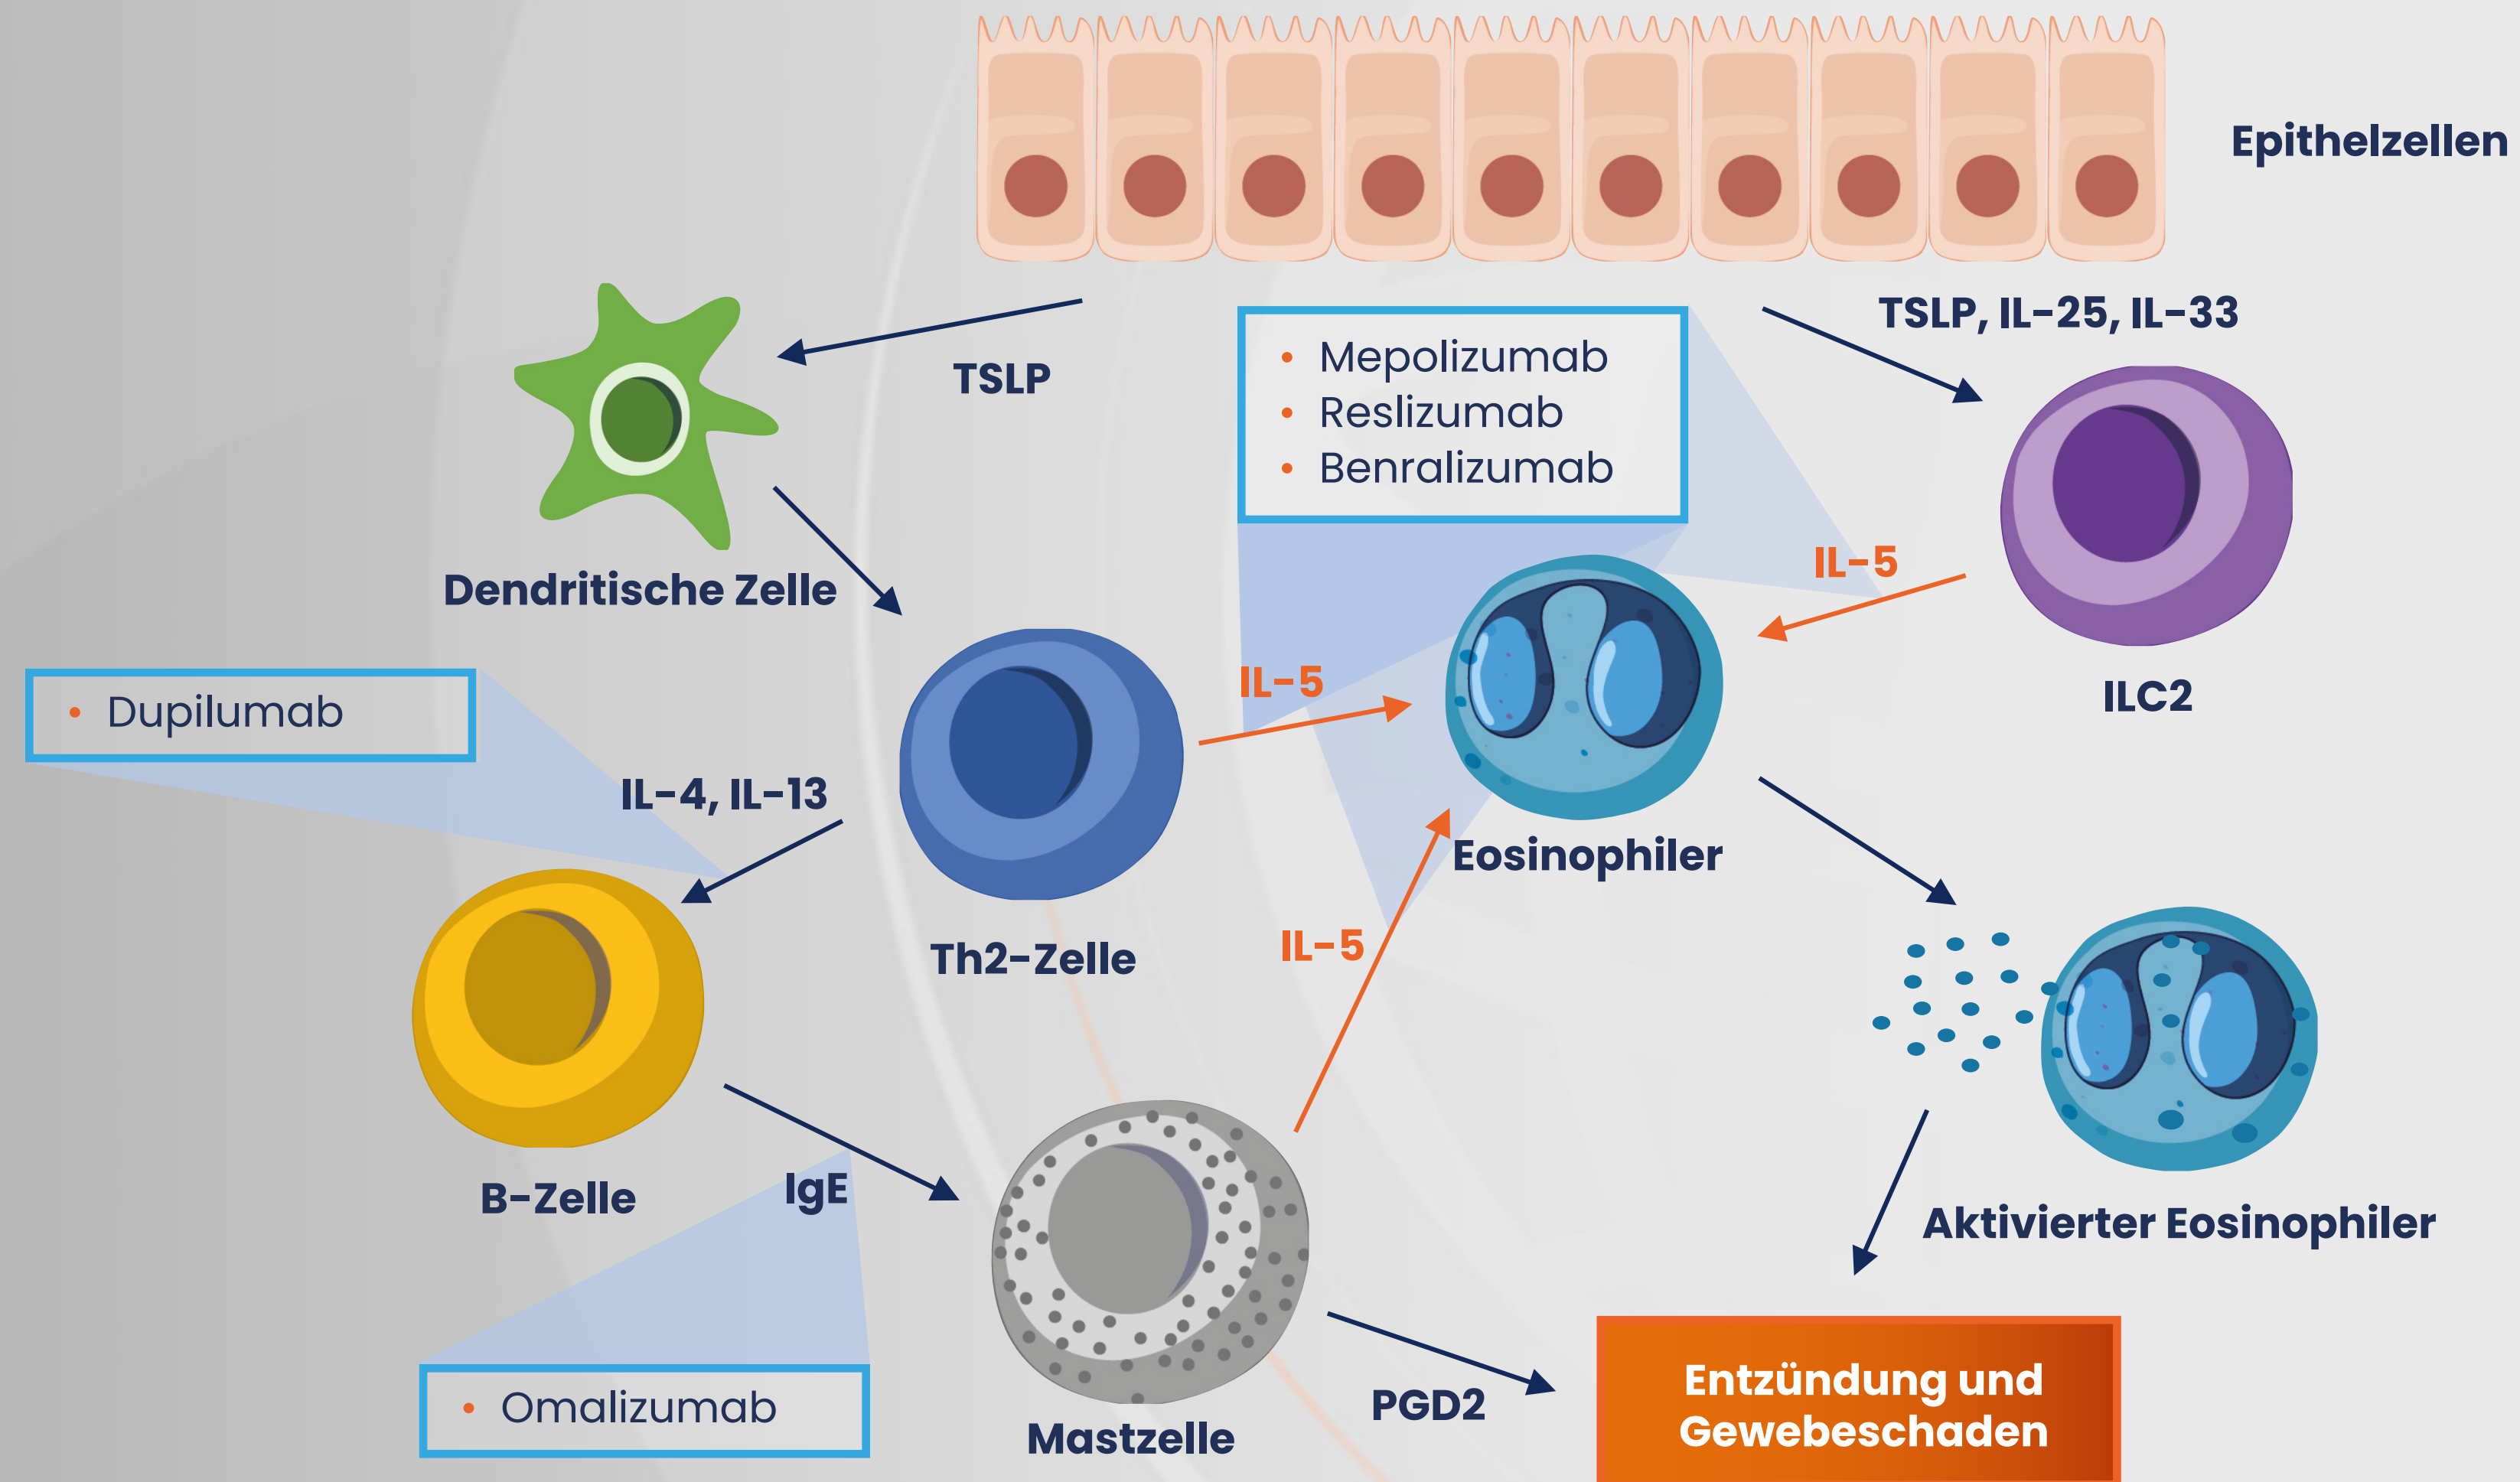 Epithelzellen
TSLP, IL-25, IL-33
TSLP
• Mepolizumab
• Reslizumab
• Benralizumab
IL-5
Dendritische Zelle
IL-5
ILC2
• Dupilumab
IL-4, IL-13
Eosinophiler
IL-5
Th2-Zelle
B-Zelle
IgE
Aktivierter Eosinophiler
• Omalizumab
Mastzelle
PGD2
Entzündung und
Gewebeschaden